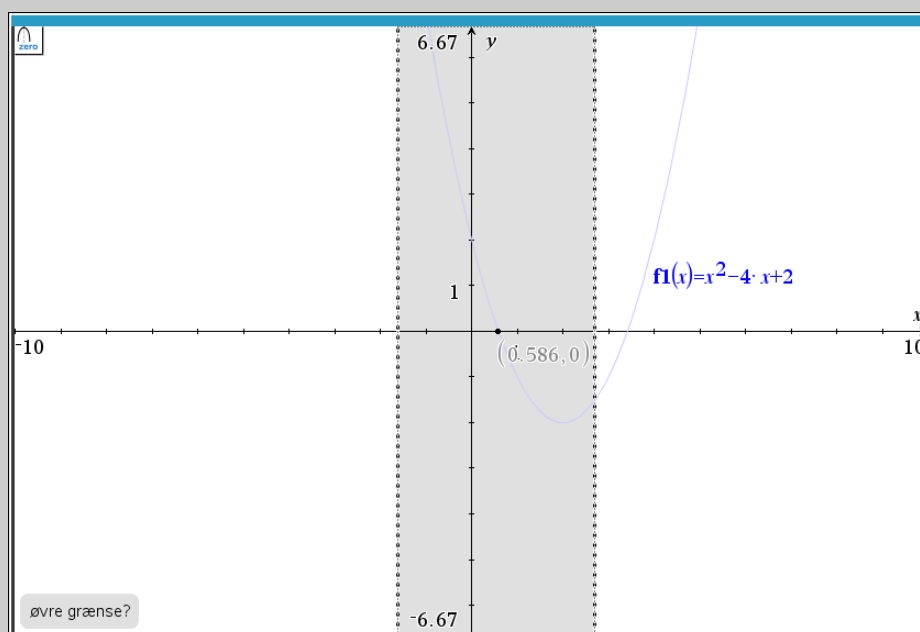 zero
6.67 y
f1(x)=x²-4·x+2
1
x
-10
10
(0.586,0)
øvre grænse?
-6.67